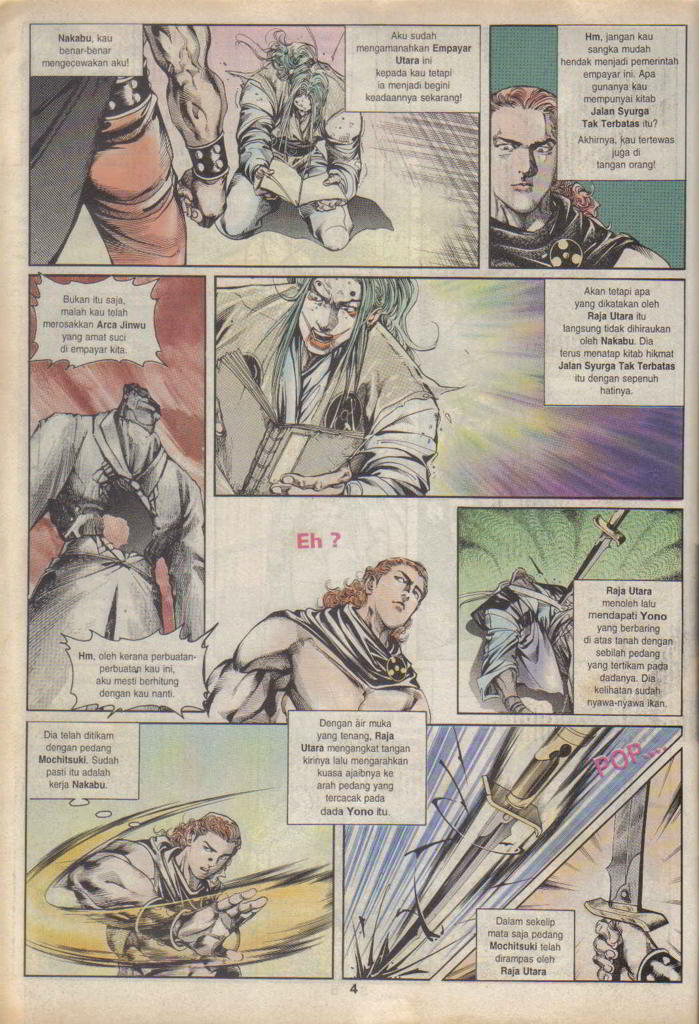 Nakabu, kau
benar-benar
mengecewakan aku!
Aku sudah
mengamanahkan Empayar
Utara ini
kepada kau tetapi
ia menjadi begini
keadaannya sekarang!
Hm, jangan kau
sangka mudah
hendak menjadi pemerintah
empayar ini. Apa
gunanya kau
mempunyai kitab
Jalan Syurga
Tak Terbatas itu?
Akhirnya, kau tertewas
juga di
tangan orang!
Bukan itu saja,
malah kau telah
merosakkan Arca Jinwu
yang amat suci
di empayar kita.
Akan tetapi apa
yang dikatakan oleh
Raja Utara itu
langsung tidak dihiraukan
oleh Nakabu. Dia
terus menatap kitab hikmat
Jalan Syurga Tak Terbatas
itu dengan sepenuh
hatinya.
Hm, oleh kerana perbuatan-
perbuatan kau ini,
aku mesti berhitung
dengan kau nanti.
Eh ?
Raja Utara
menoleh lalu
mendapati Yono
yang berbaring
di atas tanah dengan
sebilah pedang
yang tertikam pada
dadanya. Dia
kelihatan sudah
nyawa-nyawa ikan.
Dia telah ditikam
dengan pedang
Mochitsuki. Sudah
pasti itu adalah
kerja Nakabu.
Dengan air muka
yang tenang, Raja
Utara mengangkat tangan
kirinya lalu mengarahkan
kuasa ajaibnya ke
arah pedang yang
tercacak pada
dada Yono itu.
POP....
Dalam sekelip
mata saja pedang
Mochitsuki telah
dirampas oleh
Raja Utara
4